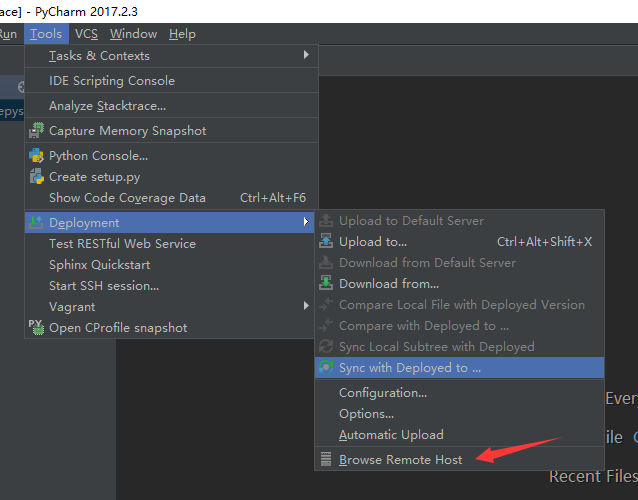 ace] - PyCharm 2017.2.3
Run Tools VCS Window Help
Tasks & Contexts
IDE Scripting Console
Analyze Stacktrace...
epys
Capture Memory Snapshot
Python Console...
Create setup.py
Show Code Coverage Data Ctrl+Alt+F6
Deployment
Test RESTful Web Service
Sphinx Quickstart
Start SSH session...
Vagrant
Open CProfile snapshot
Upload to Default Server
Upload to... Ctrl+Alt+Shift+X
Download from Default Server
Download from...
Compare Local File with Deployed Version
Compare with Deployed to ...
Sync Local Subtree with Deployed
Sync with Deployed to ...
Configuration...
Options...
Automatic Upload
Browse Remote Host
Every
ile
Recent Files